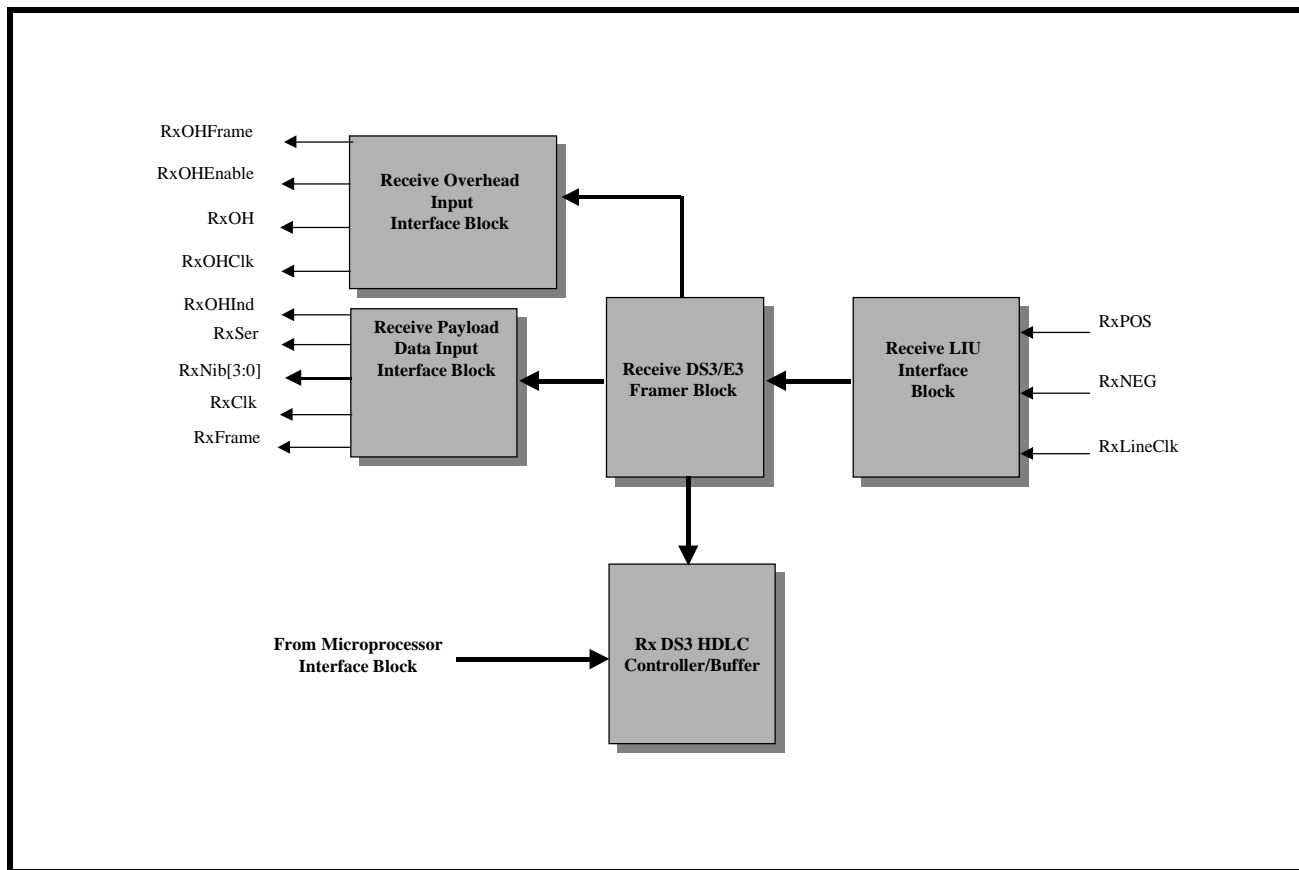 RxOHFrame
RxOHEnable
RxOH
RxOHClk
Receive Overhead
Input
Interface Block
RxOHInd
RxSer
RxNib[3:0]
RxClk
RxFrame
Receive Payload
Data Input
Interface Block
Receive DS3/E3
Framer Block
Receive LIU
Interface
Block
RxPOS
RxNEG
RxLineClk
From Microprocessor
Interface Block
Rx DS3 HDLC
Controller/Buffer